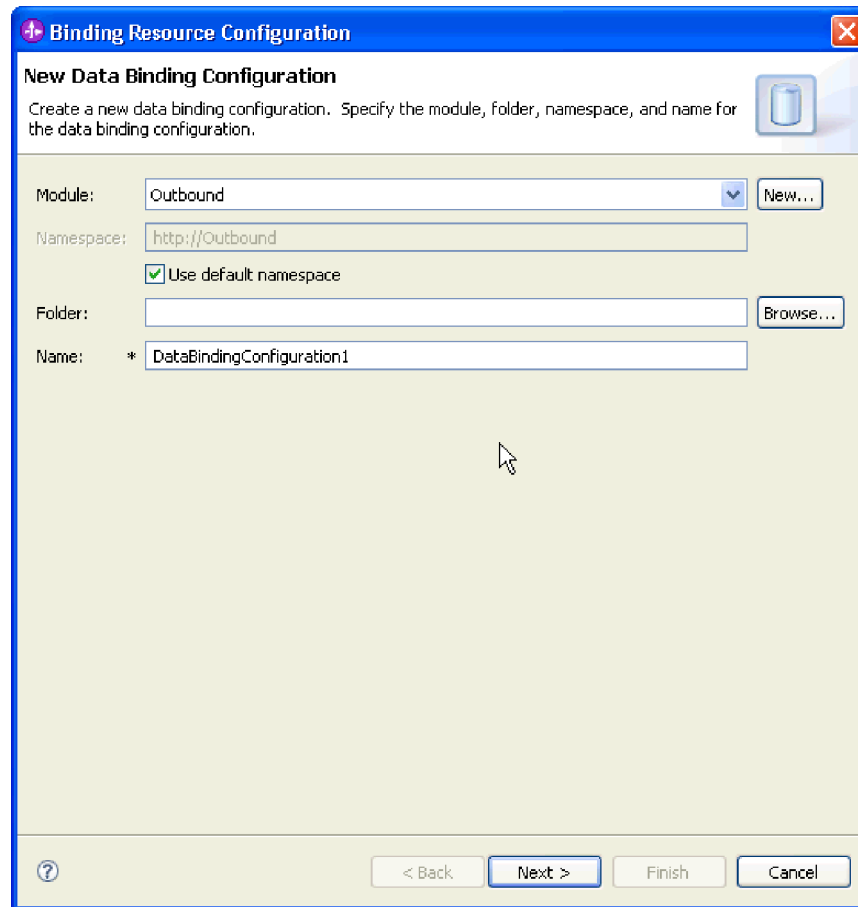 Binding Resource Configuration
New Data Binding Configuration
Create a new data binding configuration. Specify the module, folder, namespace, and name for
the data binding configuration.
Module: Outbound New...
Namespace: http://Outbound
Use default namespace
Folder: Browse...
Name: * DataBindingConfiguration1
? < Back Next > Finish Cancel